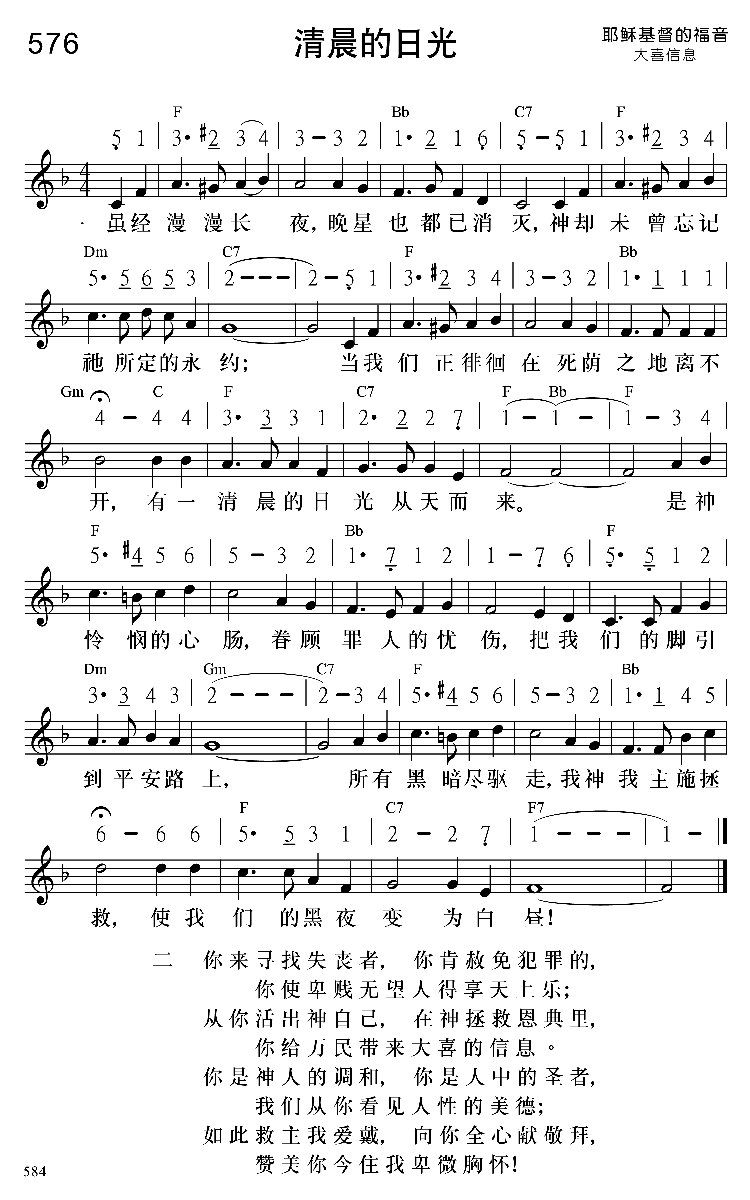 576 清晨的日光 耶稣基督的福音
大喜信息
F Bb C7 F
5 1 | 3· #2 3 4 | 3 – 3 2 | 1· 2 1 6 | 5 – 5 1 | 3· #2 3 4 |
4 4
· 虽经漫漫长夜,晚星也都已消灭,神却未曾忘记
Dm C7 F Bb
5· 5 6 5 3 | 2 – – – | 2 – 5 1 | 3· #2 3 4 | 3 – 3 2 | 1· 1 1 1 |
祂所定的永约; 当我们正徘徊在死荫之地离不
Gm C F C7 F Bb F
4 – 4 4 | 3· 3 3 1 | 2· 2 2 7 | 1 – 1 – | 1 – 3 4 |
开, 有一清晨的日光从天而来。 是神
F Bb F
5· #4 5 6 | 5 – 3 2 | 1· 7 1 2 | 1 – 7 6 | 5· 5 1 2 |
怜悯的心肠,眷顾罪人的忧伤,把我们的脚引
Dm Gm C7 F Bb
3· 3 4 3 | 2 – – – | 2 – 3 4 | 5· #4 5 6 | 5 – 3 2 | 1· 1 4 5 |
到平安路上, 所有黑暗尽驱走,我神我主施拯
F C7 F7
6 – 6 6 | 5· 5 3 1 | 2 – 2 7 | 1 – – – | 1 – ‖
救, 使我们的黑夜变为白昼!
二 你来寻找失丧者, 你肯赦免犯罪的,
你使卑贱无望人得享天上乐;
从你活出神自己, 在神拯救恩典里,
你给万民带来大喜的信息。
你是神人的调和, 你是人中的圣者,
我们从你看见人性的美德;
如此救主我爱戴, 向你全心献敬拜,
赞美你今住我卑微胸怀!
584